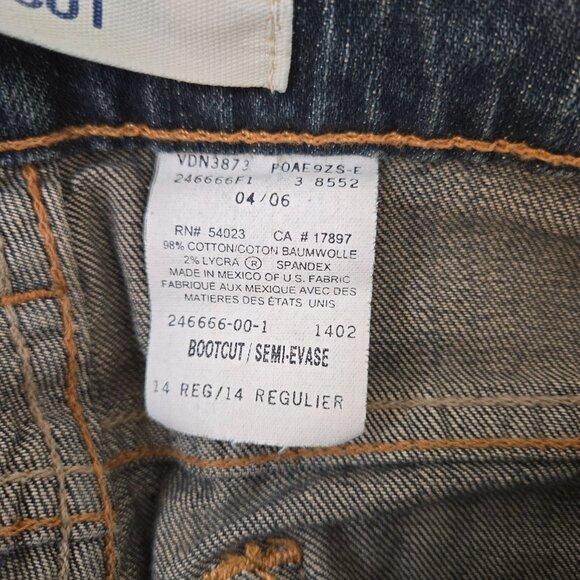 CUT
VDN3873 POAE9ZS-E
246666F1 3 8552
04/06
RN# 54023 CA # 17897
98% COTTON/COTON BAUMWOLLE
2% LYCRA ® SPANDEX
MADE IN MEXICO OF U.S. FABRIC
FABRIQUÉ AUX MEXIQUE AVEC DES
MATIERES DES ÉTATS UNIS
246666-00-1 1402
BOOTCUT/SEMI-EVASE
14 REG/14 REGULIER